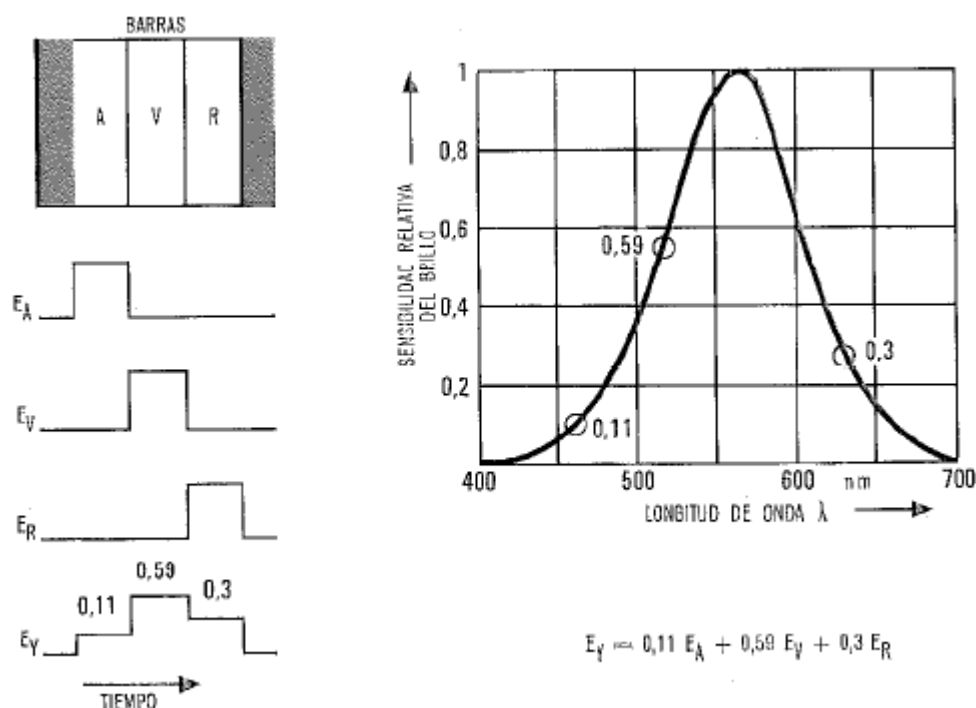 BARRAS
A V R
E_A
E_V
E_R
0,11 0,59 0,3
E_Y
TIEMPO
SENSIBILIDAD RELATIVA
DEL BRILLO
1
0,8
0,6
0,4
0,2
0,59
0,3
0,11
400 500 600 nm 700
LONGITUD DE ONDA λ
E_Y = 0,11 E_A + 0,59 E_V + 0,3 E_R